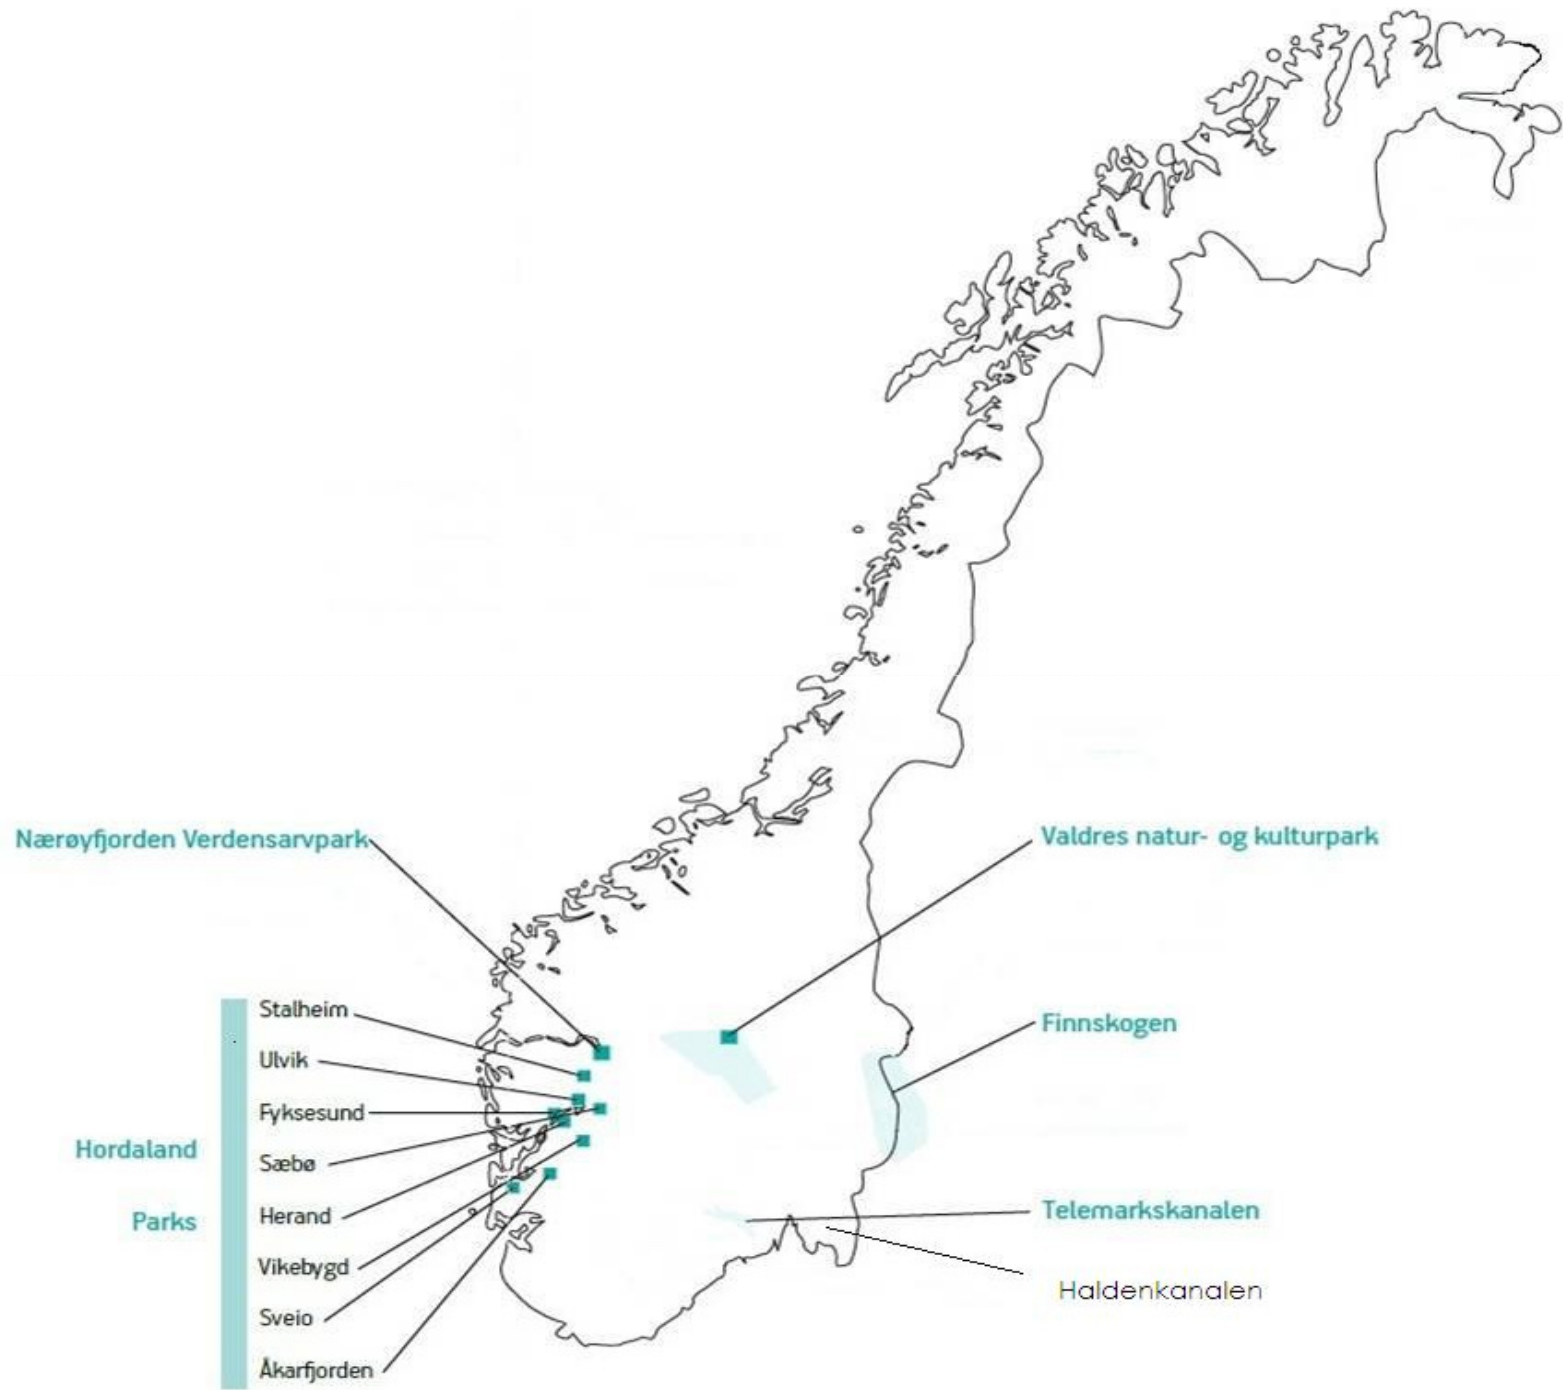 Nærøyfjorden Verdensarvpark
Valdres natur- og kulturpark
Stalheim
Finnskogen
Ulvik
Fyksesund
Hordaland
Sæbø
Parks
Herand
Telemarkskanalen
Vikebygd
Haldenkanalen
Sveio
Åkarfjorden